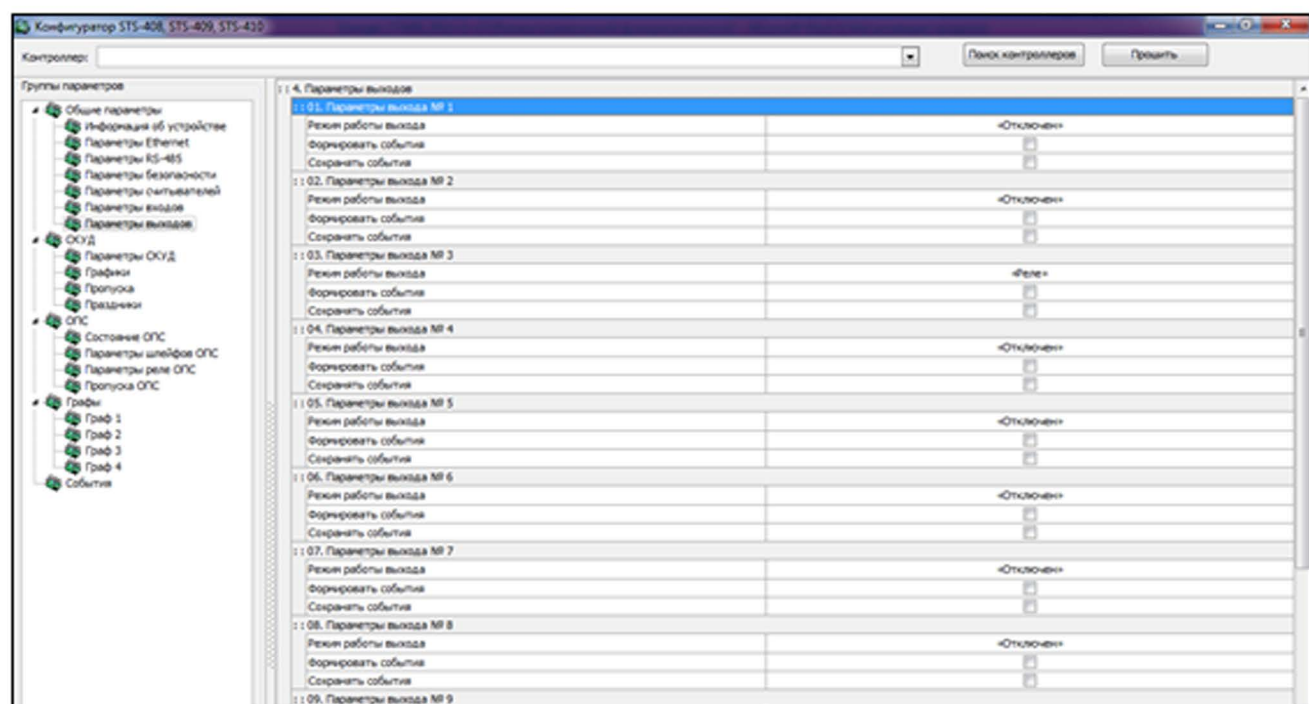 Конфигуратор STS-408, STS-409, STS-410
Контроллер:
Поиск контроллеров
Прошить
Группы параметров
Общие параметры
Информация об устройстве
Параметры Ethernet
Параметры RS-485
Параметры безопасности
Параметры считывателей
Параметры входов
Параметры выходов
СКУД
Параметры СКУД
Графики
Пропуска
Праздники
ОПС
Состояние ОПС
Параметры шлейфов ОПС
Параметры реле ОПС
Пропуска ОПС
Графы
Граф 1
Граф 2
Граф 3
Граф 4
События
4. Параметры выходов
01. Параметры выхода № 1
Режим работы выхода <Отключен>
Формировать события
Сохранять события
02. Параметры выхода № 2
Режим работы выхода <Отключен>
Формировать события
Сохранять события
03. Параметры выхода № 3
Режим работы выхода <Реле>
Формировать события
Сохранять события
04. Параметры выхода № 4
Режим работы выхода <Отключен>
Формировать события
Сохранять события
05. Параметры выхода № 5
Режим работы выхода <Отключен>
Формировать события
Сохранять события
06. Параметры выхода № 6
Режим работы выхода <Отключен>
Формировать события
Сохранять события
07. Параметры выхода № 7
Режим работы выхода <Отключен>
Формировать события
Сохранять события
08. Параметры выхода № 8
Режим работы выхода <Отключен>
Формировать события
Сохранять события
09. Параметры выхода № 9